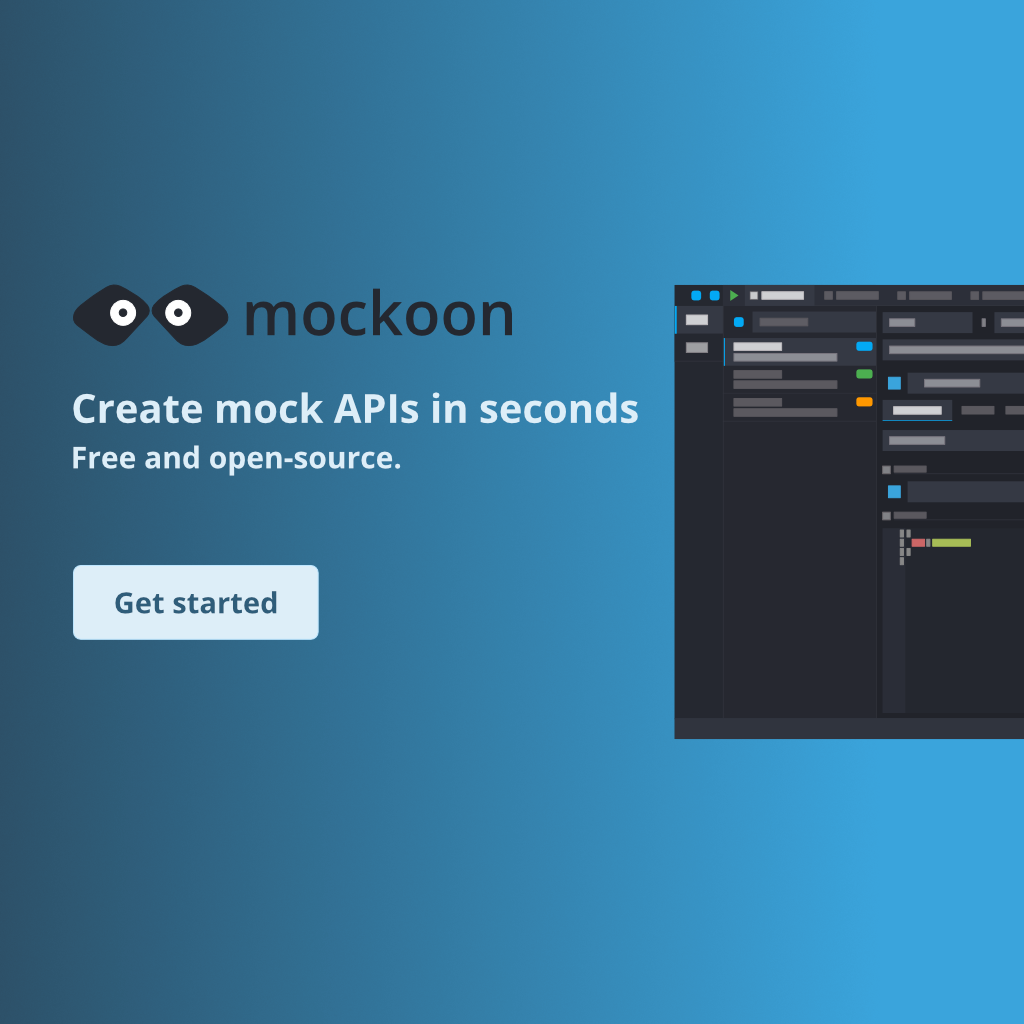 mockoon
Create mock APIs in seconds
Free and open-source.
Get started